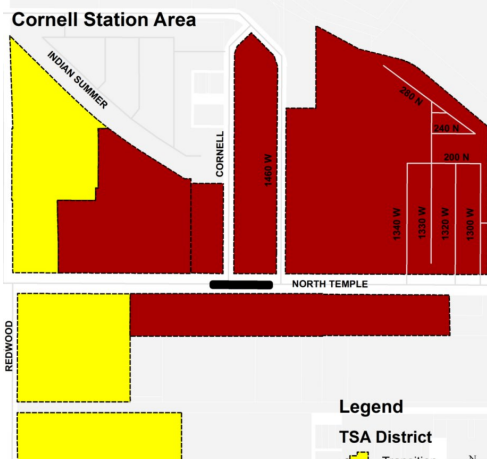 Cornell Station Area
INDIAN SUMMER
CORNELL
1460 W
280 N
240 N
200 N
1340 W
1330 W
1320 W
1300 W
NORTH TEMPLE
REDWOOD
Legend
TSA District
Transition